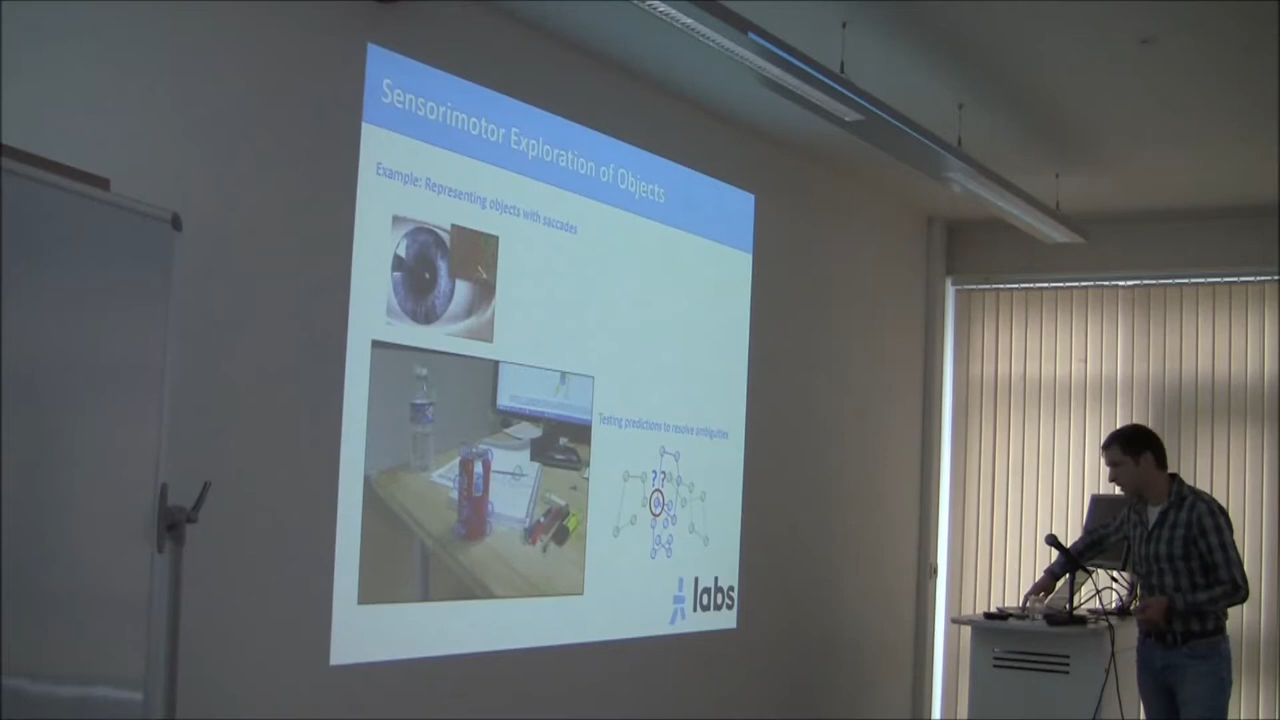 Sensorimotor Exploration of Objects
Example: Representing objects with saccades
Testing predictions to resolve ambiguities
? ?
labs